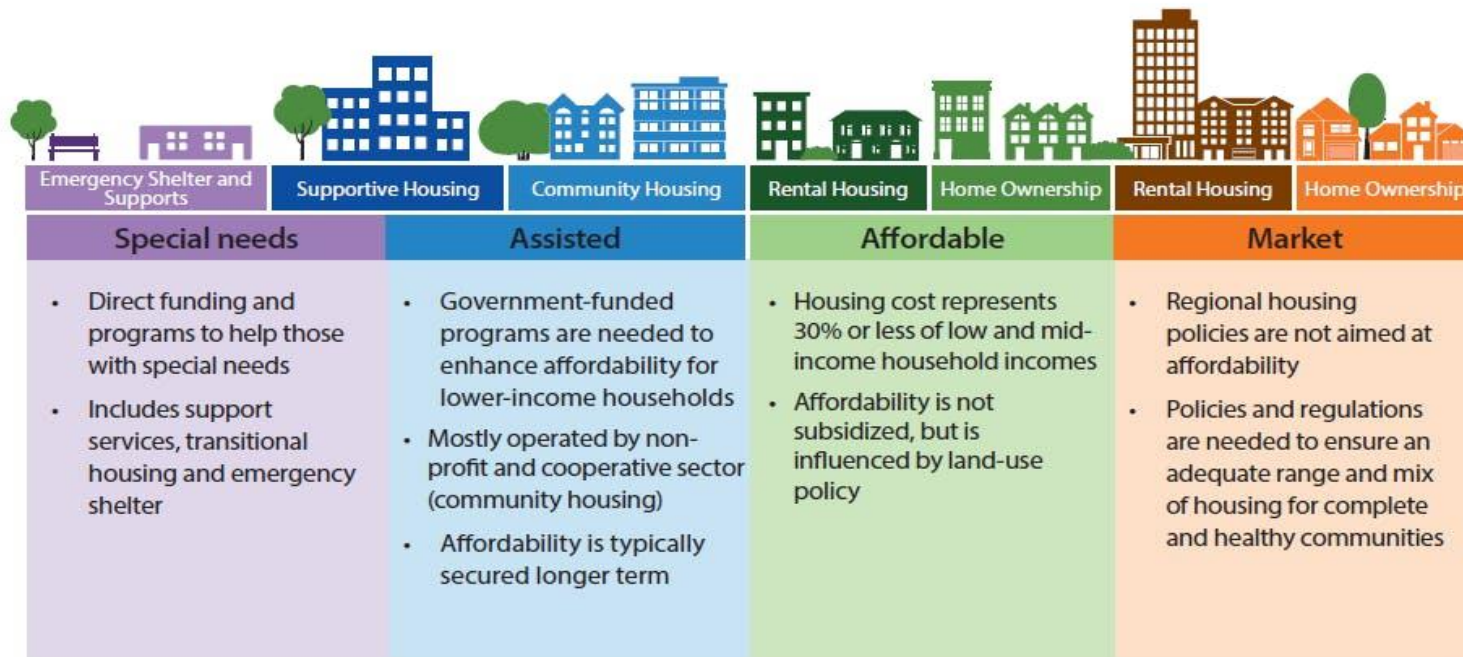 Emergency Shelter and
Supports
Supportive Housing
Community Housing
Rental Housing
Home Ownership
Rental Housing
Home Ownership
Special needs
Assisted
Affordable
Market
• Direct funding and
programs to help those
with special needs
• Includes support
services, transitional
housing and emergency
shelter
• Government-funded
programs are needed to
enhance affordability for
lower-income households
• Mostly operated by non-
profit and cooperative sector
(community housing)
• Affordability is typically
secured longer term
• Housing cost represents
30% or less of low and mid-
income household incomes
• Affordability is not
subsidized, but is
influenced by land-use
policy
• Regional housing
policies are not aimed at
affordability
• Policies and regulations
are needed to ensure an
adequate range and mix
of housing for complete
and healthy communities